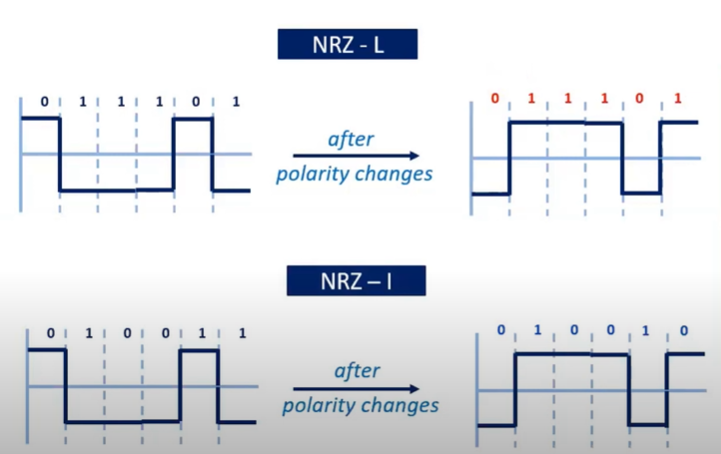 NRZ - L
0 1 1 1 0 1
after
polarity changes
0 1 1 1 0 1
NRZ – I
0 1 0 0 1 1
after
polarity changes
0 1 0 0 1 0